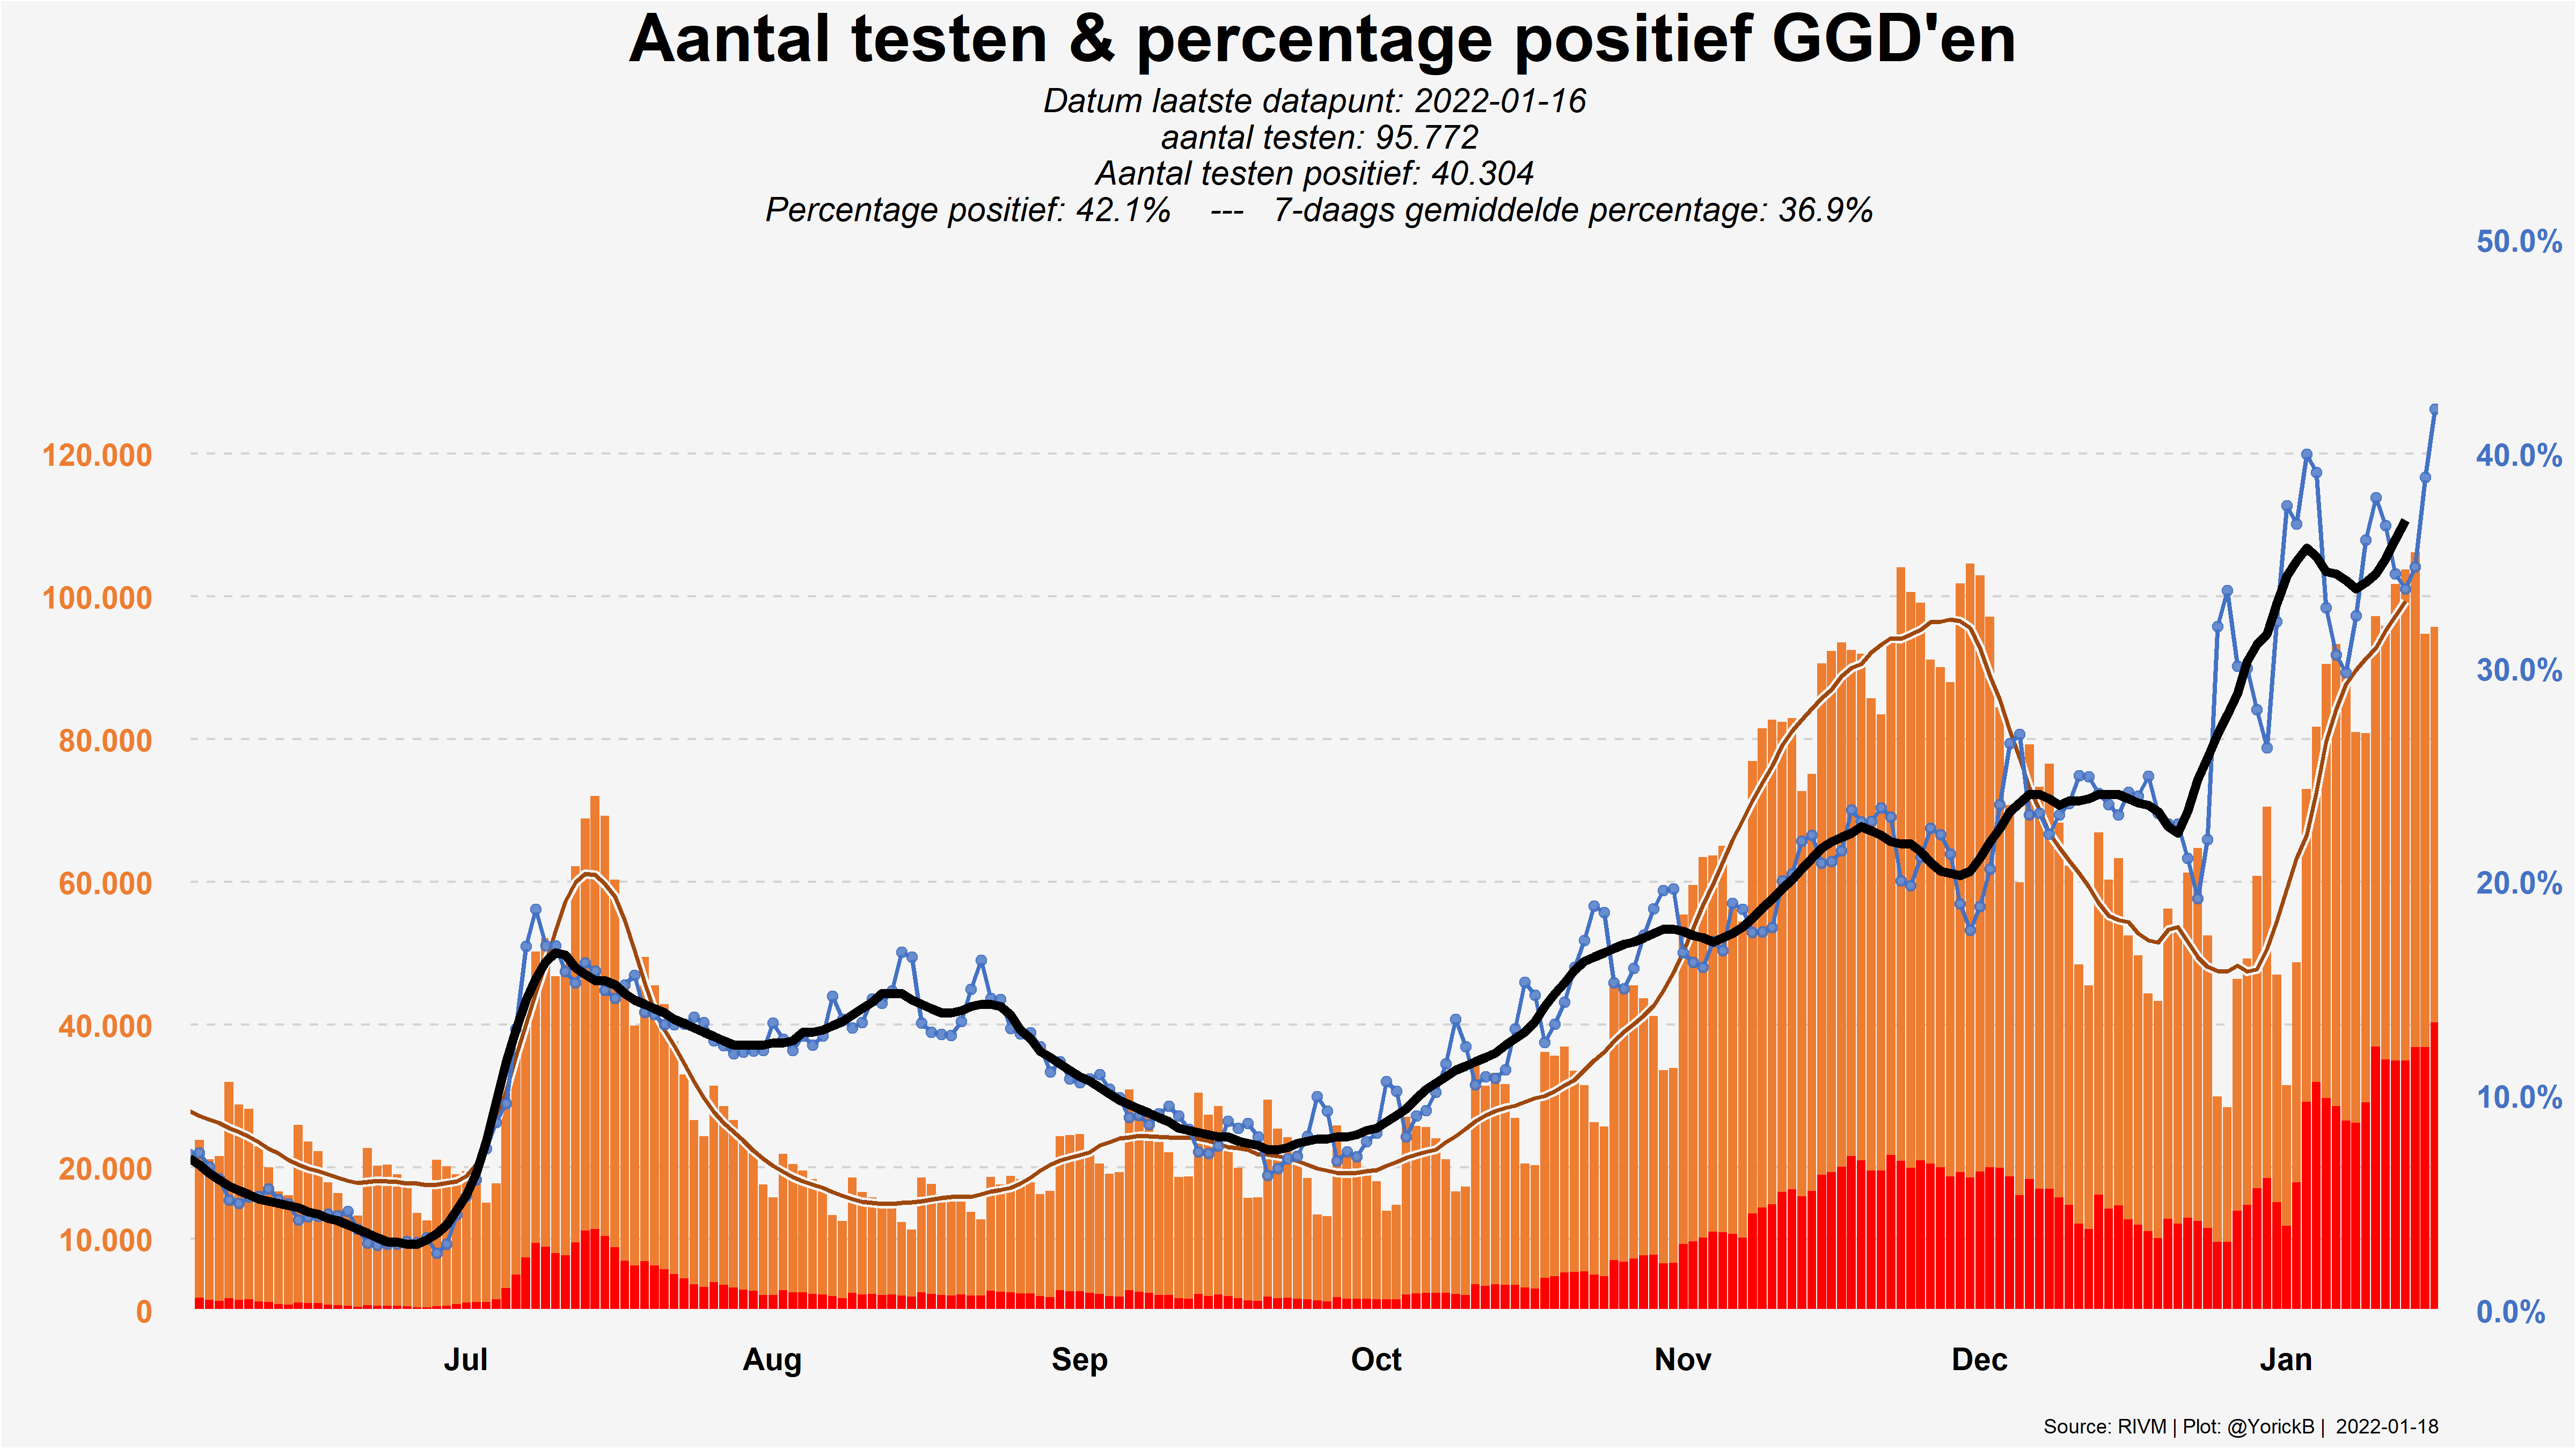 Aantal testen & percentage positief GGD'en
Datum laatste datapunt: 2022-01-16
aantal testen: 95.772
Aantal testen positief: 40.304
Percentage positief: 42.1% --- 7-daags gemiddelde percentage: 36.9%
50.0%
120.000
40.0%
100.000
30.0%
80.000
60.000
20.0%
40.000
10.0%
20.000
10.000
0
0.0%
Jul Aug Sep Oct Nov Dec Jan
Source: RIVM | Plot: @YorickB | 2022-01-18